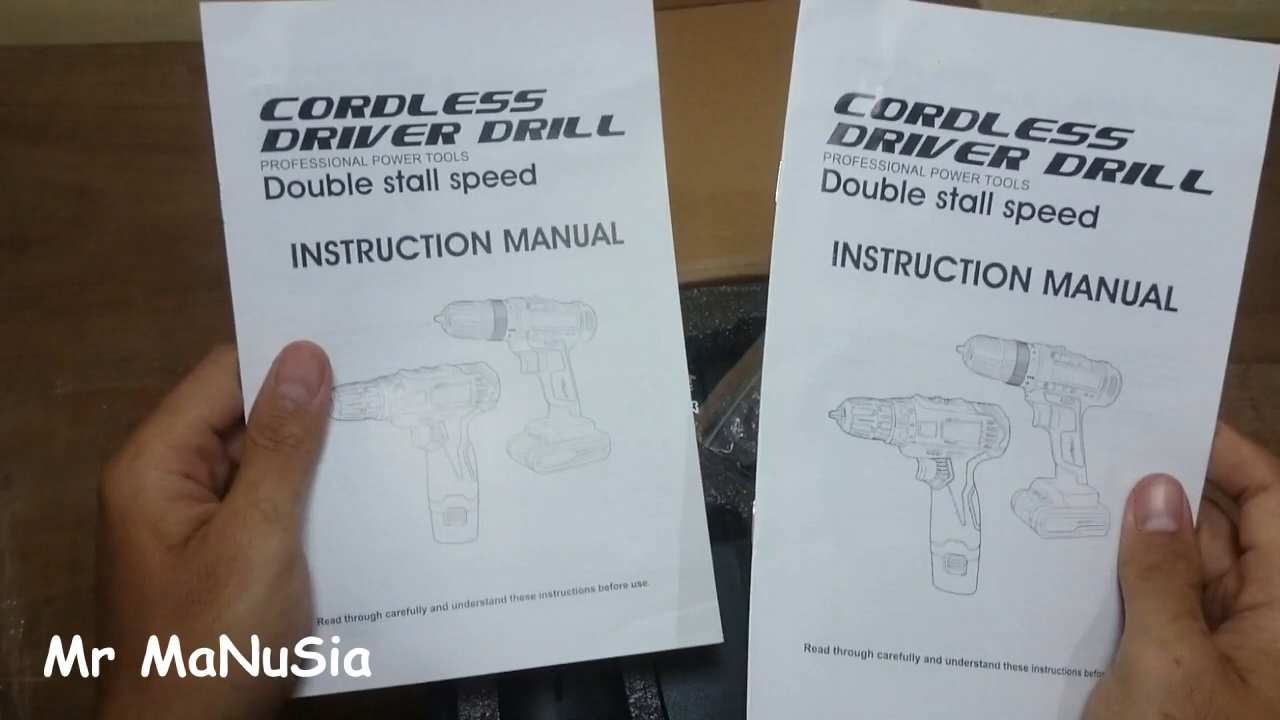 CORDLESS
DRIVER DRILL
PROFESSIONAL POWER TOOLS
Double stall speed
INSTRUCTION MANUAL
Read through carefully and understand these instructions before use.
CORDLESS
DRIVER DRILL
PROFESSIONAL POWER TOOLS
Double stall speed
INSTRUCTION MANUAL
Read through carefully and understand these instructions
Mr MaNuSia